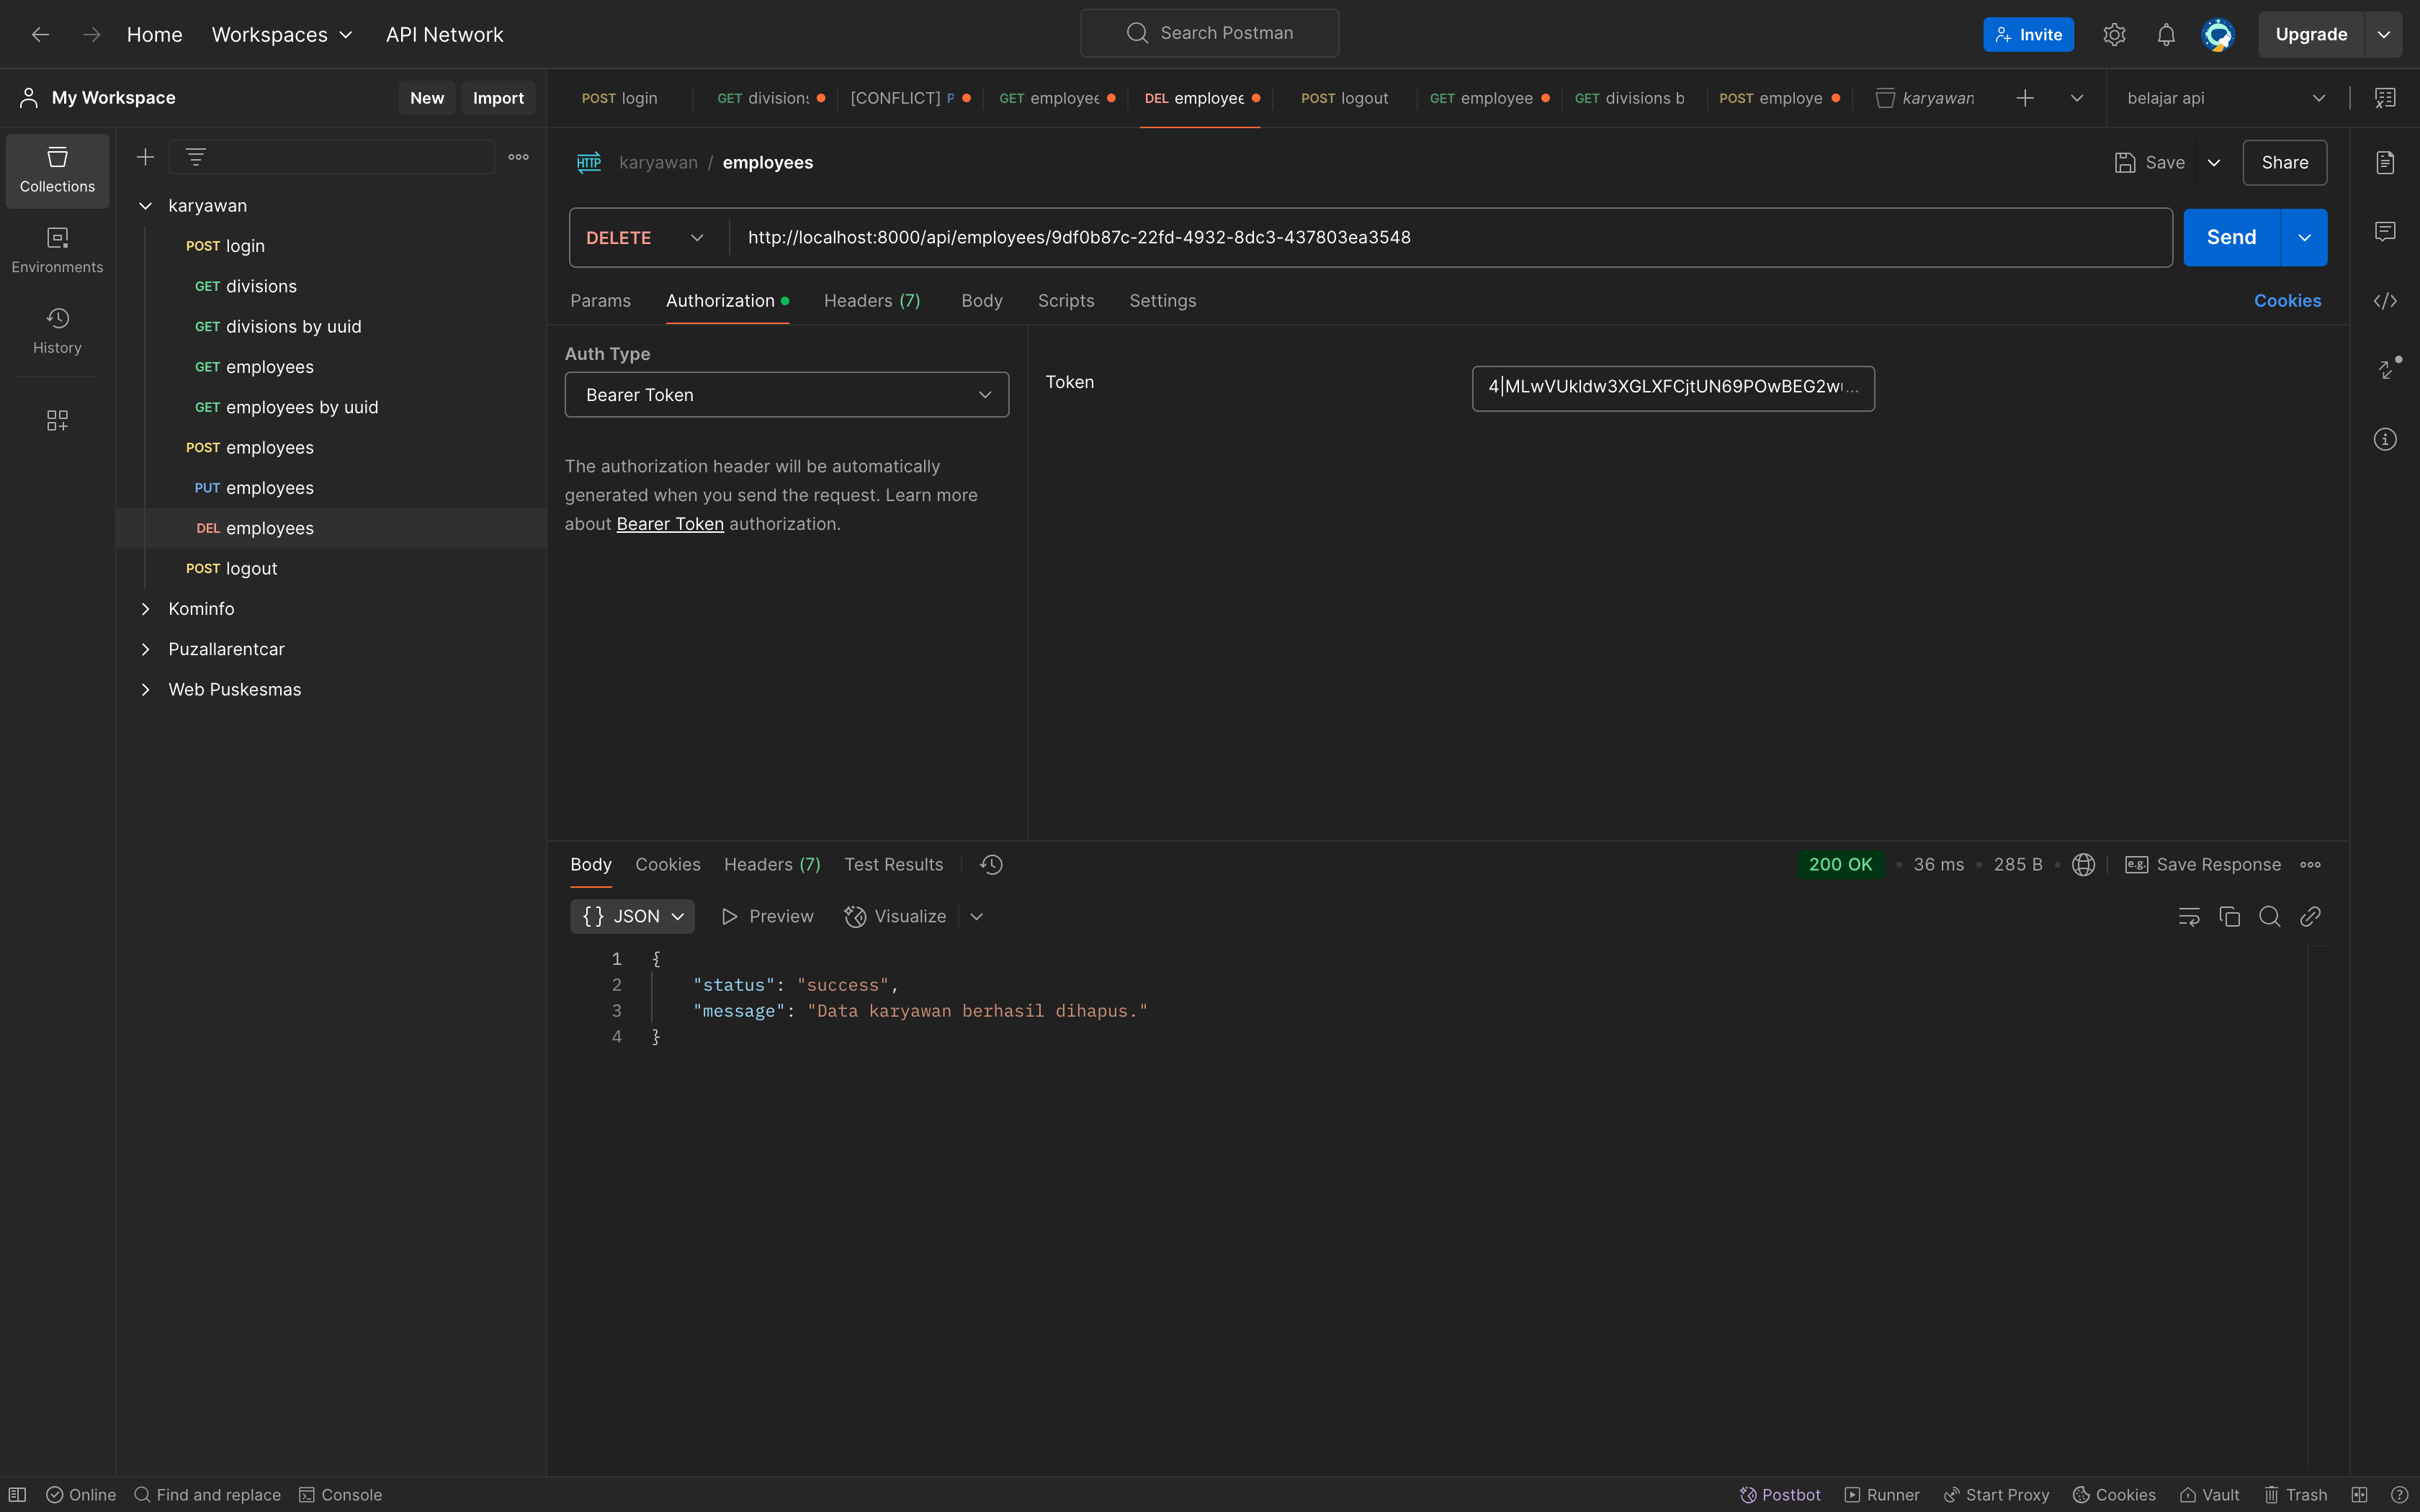 Home Workspaces API Network
Search Postman
Invite
Upgrade
My Workspace
New Import
POST login
GET divisions
[CONFLICT] P
GET employee
DEL employee
POST logout
GET employee
GET divisions b
POST employe
karyawan
belajar api
Collections
Environments
History
karyawan
POST login
GET divisions
GET divisions by uuid
GET employees
GET employees by uuid
POST employees
PUT employees
DEL employees
POST logout
Kominfo
Puzallarentcar
Web Puskesmas
HTTP karyawan / employees
Save
Share
DELETE http://localhost:8000/api/employees/9df0b87c-22fd-4932-8dc3-437803ea3548
Send
Params Authorization Headers (7) Body Scripts Settings
Cookies
Auth Type
Bearer Token
The authorization header will be automatically
generated when you send the request. Learn more
about Bearer Token authorization.
Token
Body Cookies Headers (7) Test Results
200 OK • 36 ms • 285 B •
e.g. Save Response
{} JSON Preview Visualize
1 {
2 "status": "success",
3 "message": "Data karyawan berhasil dihapus."
4 }
Online Find and replace Console
Postbot Runner Start Proxy Cookies Vault Trash